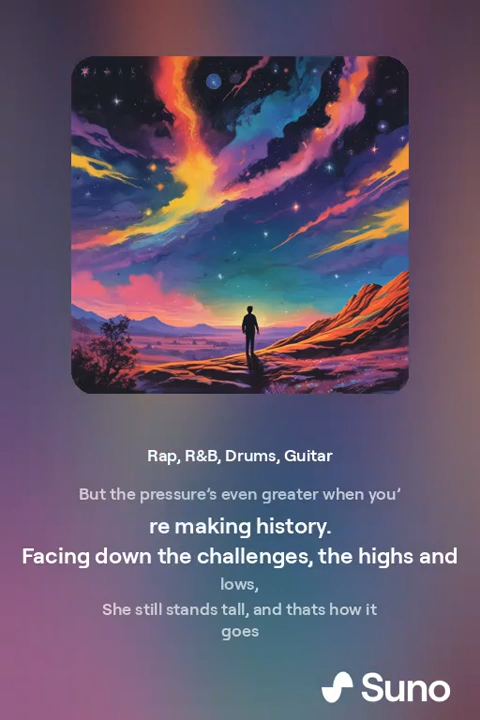 Rap, R&B, Drums, Guitar
But the pressure’s even greater when you’
re making history.
Facing down the challenges, the highs and
lows,
She still stands tall, and thats how it
goes
Suno